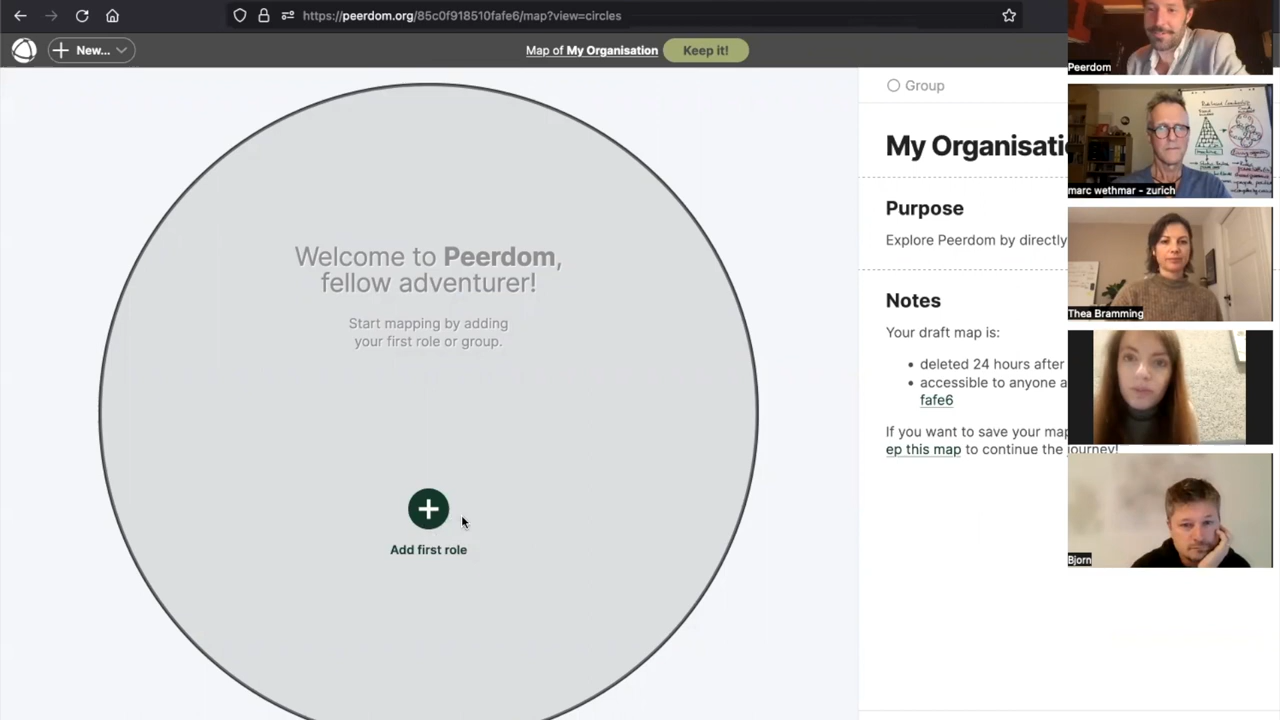 https://peerdom.org/85c0f918510fafe6/map?view=circles
New...
Map of My Organisation
Keep it!
Welcome to Peerdom,
fellow adventurer!
Start mapping by adding
your first role or group.
Add first role
Group
My Organisatio
Purpose
Explore Peerdom by directly
Notes
Your draft map is:
deleted 24 hours after
accessible to anyone a
fafe6
If you want to save your map
ep this map to continue the journey!
Peerdom
marc wethmar - zurich
Thea Bramming
Bjorn